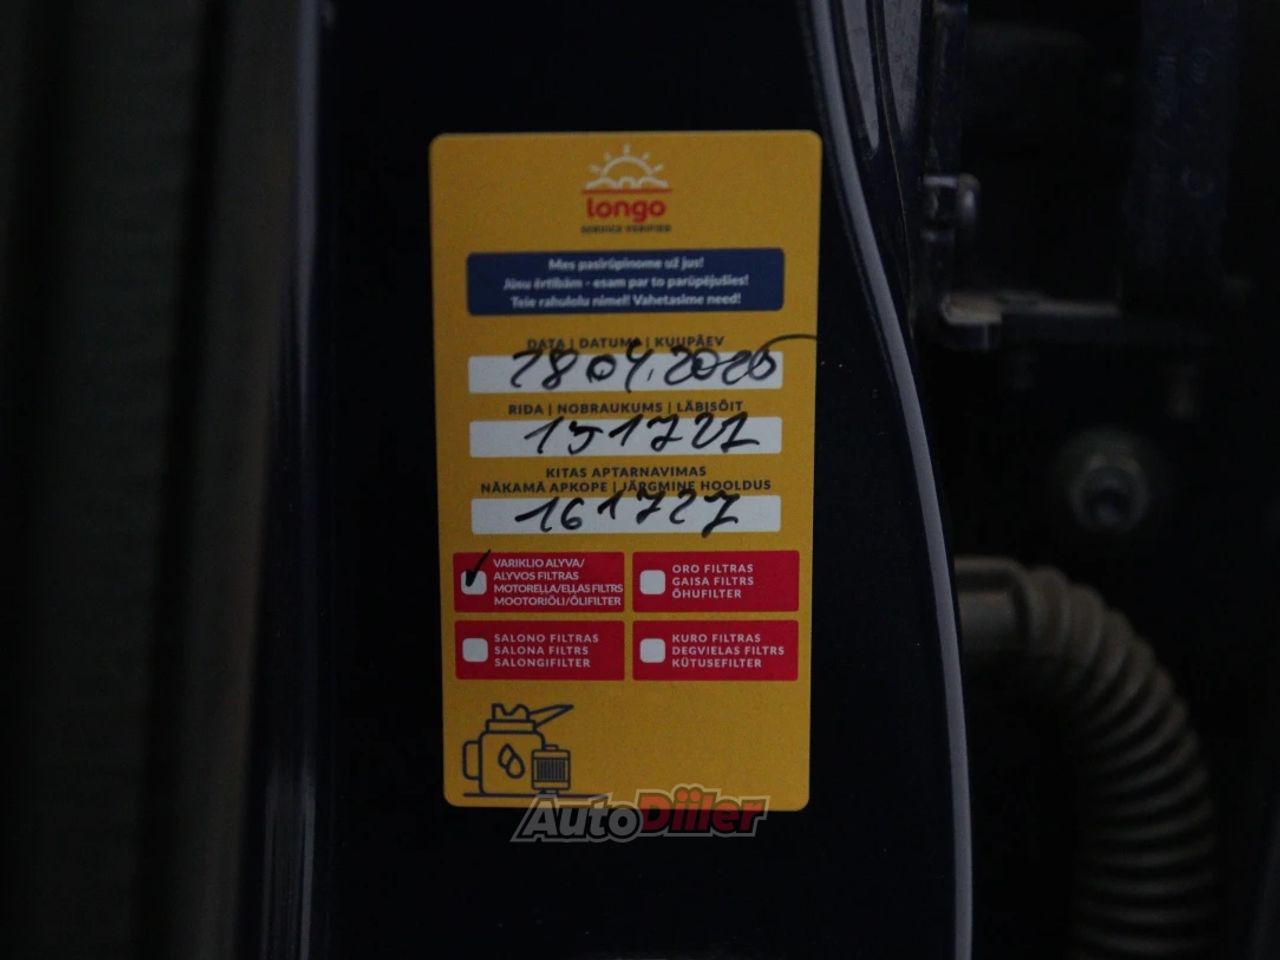 longo
SERVICE VERIFIED
Mes pasirūpinome už jus!
Jūsu ērtībām - esam par to parūpējušies!
Teie rahulolu nimel! Vahetasime need!
DATA | DATUMS | KUUPÄEV
28.04.2025
RIDA | NOBRAUKUMS | LÄBISÕIT
151727
KITAS APTARNAVIMAS
NĀKAMĀ APKOPE | JÄRGMINE HOOLDUS
161727
VARIKLIO ALYVA/
ALYVOS FILTRAS
MOTOREĻĻA/EĻĻAS FILTRS
MOOTORIÕLI/ÕLIFILTER
ORO FILTRAS
GAISA FILTRS
ÕHUFILTER
SALONO FILTRAS
SALONA FILTRS
SALONGIFILTER
KURO FILTRAS
DEGVIELAS FILTRS
KÜTUSEFILTER
AutoDiiler